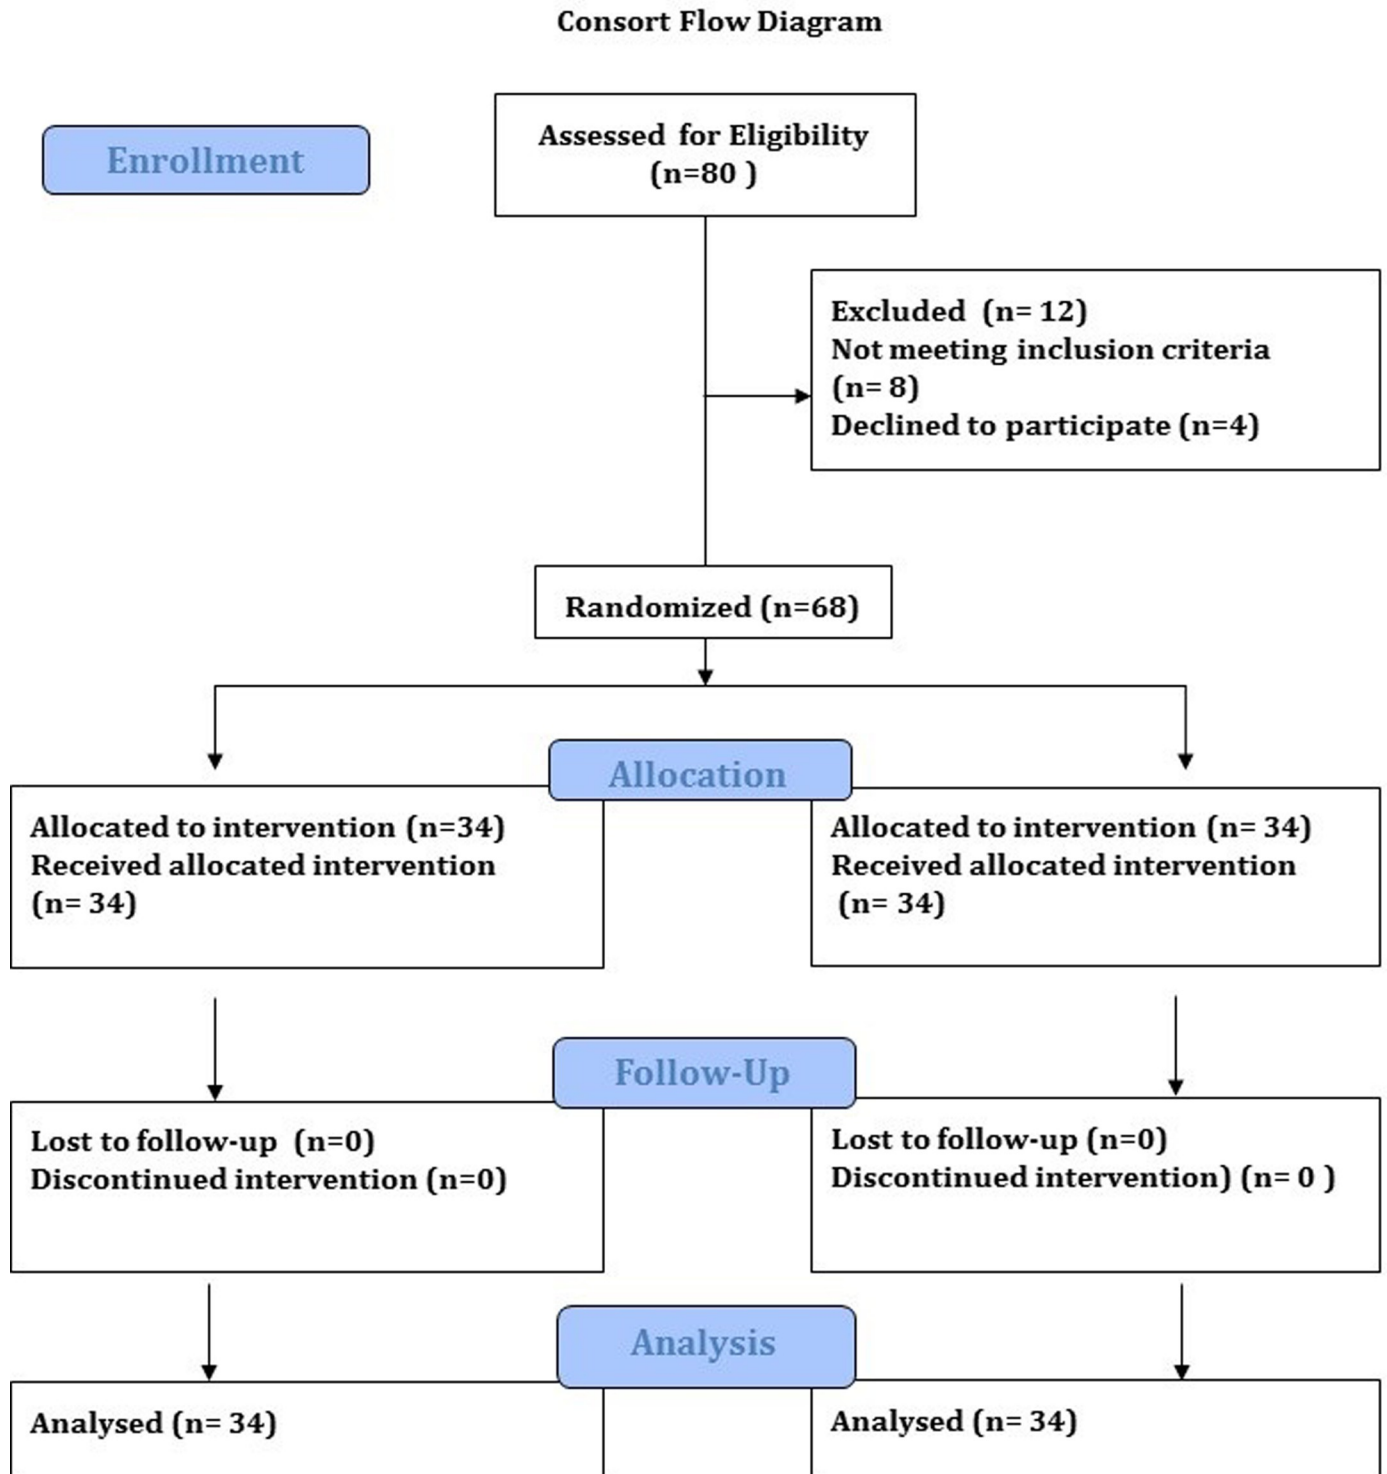 Consort Flow Diagram
Enrollment
Assessed for Eligibility
(n=80 )
Excluded (n= 12)
Not meeting inclusion criteria
(n= 8)
Declined to participate (n=4)
Randomized (n=68)
Allocation
Allocated to intervention (n=34)
Received allocated intervention
(n= 34)
Allocated to intervention (n= 34)
Received allocated intervention
(n= 34)
Follow-Up
Lost to follow-up (n=0)
Discontinued intervention (n=0)
Lost to follow-up (n=0)
Discontinued intervention) (n= 0 )
Analysis
Analysed (n= 34)
Analysed (n= 34)